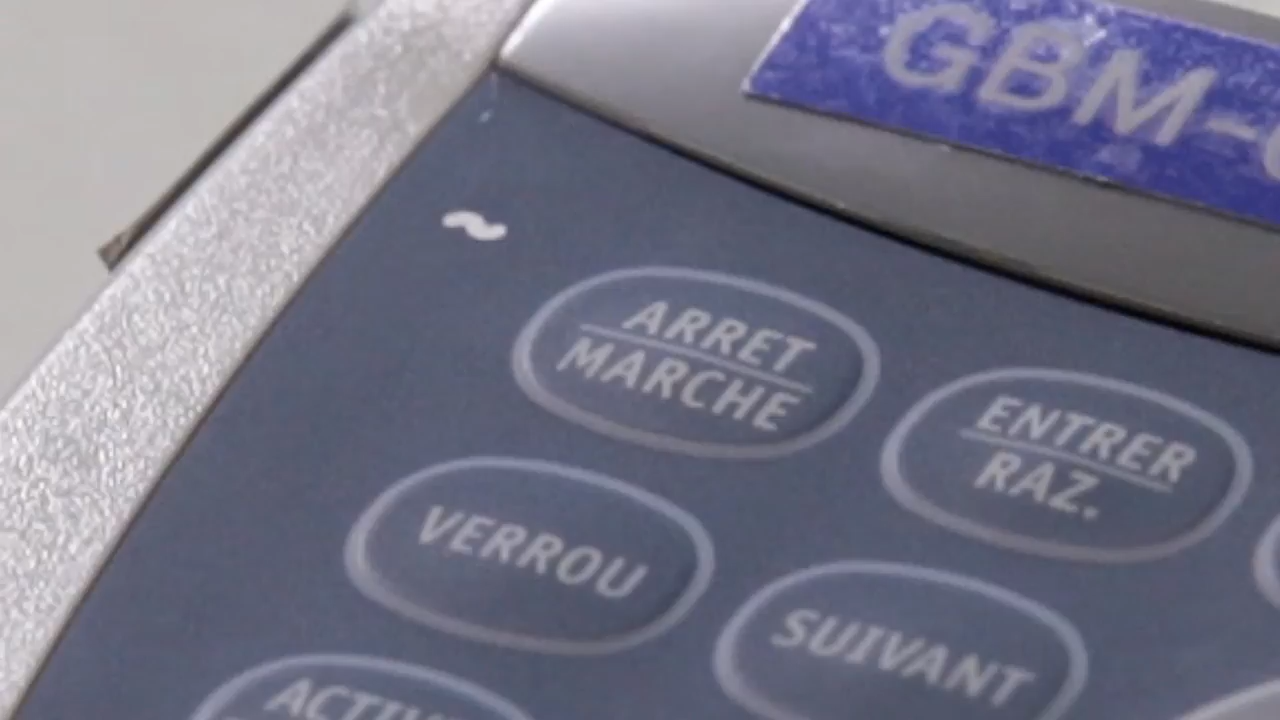 GBM-
~
ARRET
MARCHE
ENTRER
RAZ.
VERROU
SUIVANT